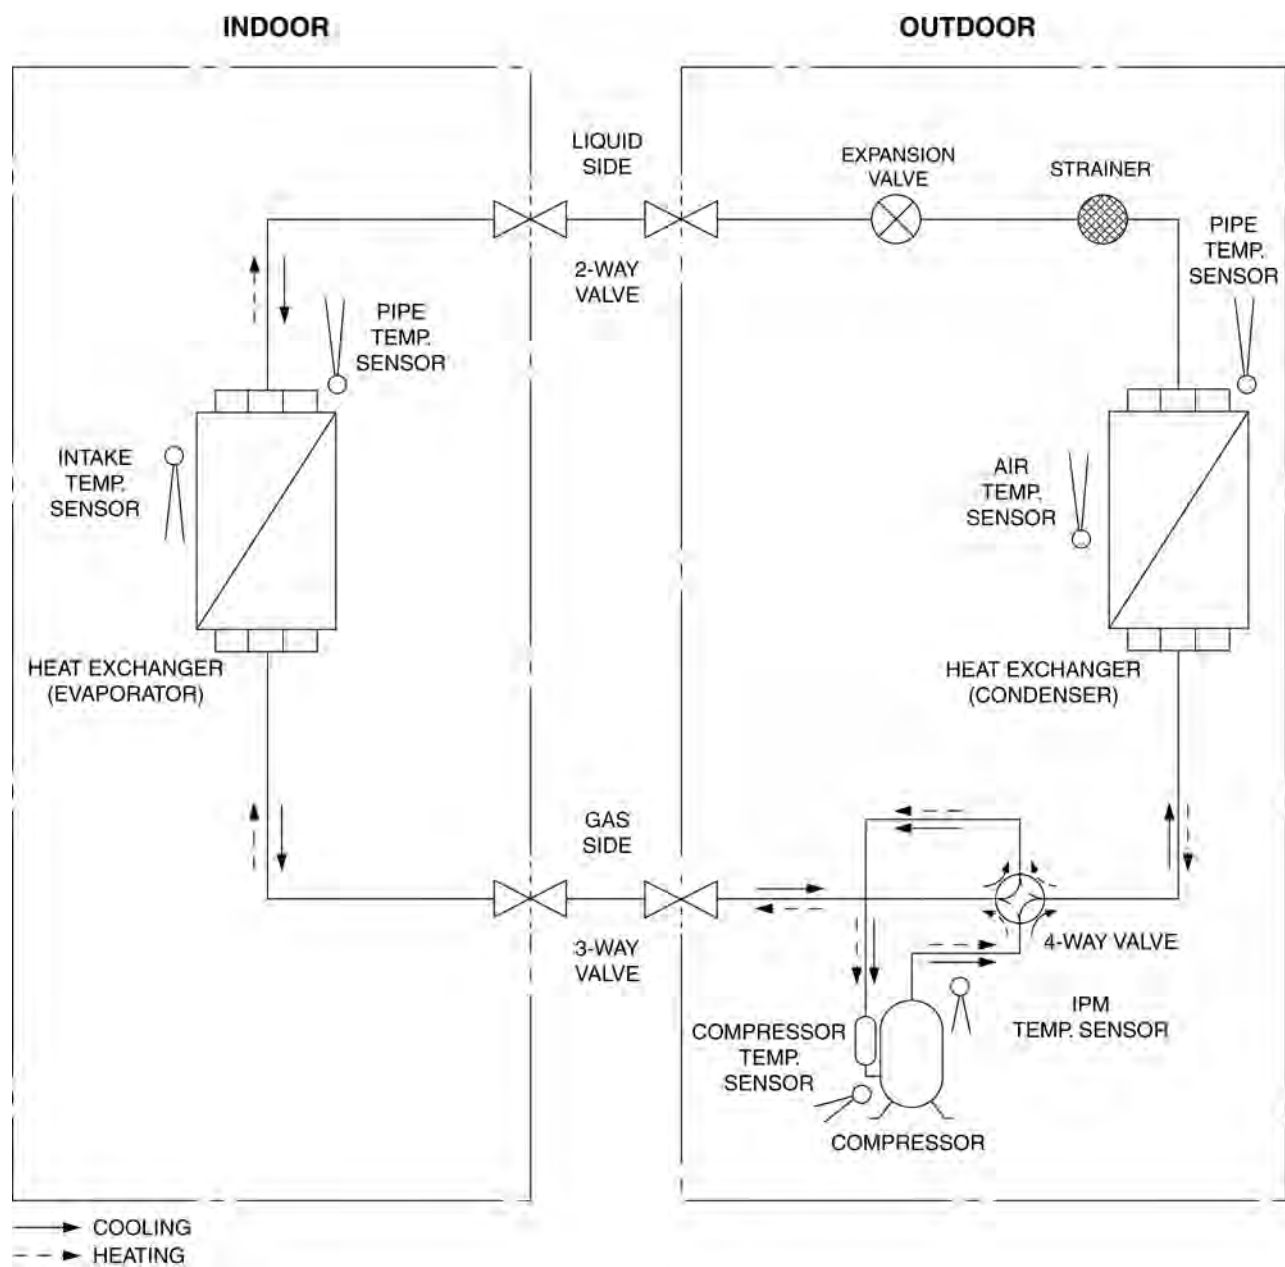 INDOOR
OUTDOOR
LIQUID
SIDE
EXPANSION
VALVE
STRAINER
PIPE
TEMP.
SENSOR
2-WAY
VALVE
PIPE
TEMP.
SENSOR
INTAKE
TEMP.
SENSOR
AIR
TEMP.
SENSOR
HEAT EXCHANGER
(EVAPORATOR)
HEAT EXCHANGER
(CONDENSER)
GAS
SIDE
3-WAY
VALVE
4-WAY VALVE
IPM
TEMP. SENSOR
COMPRESSOR
TEMP.
SENSOR
COMPRESSOR
COOLING
HEATING